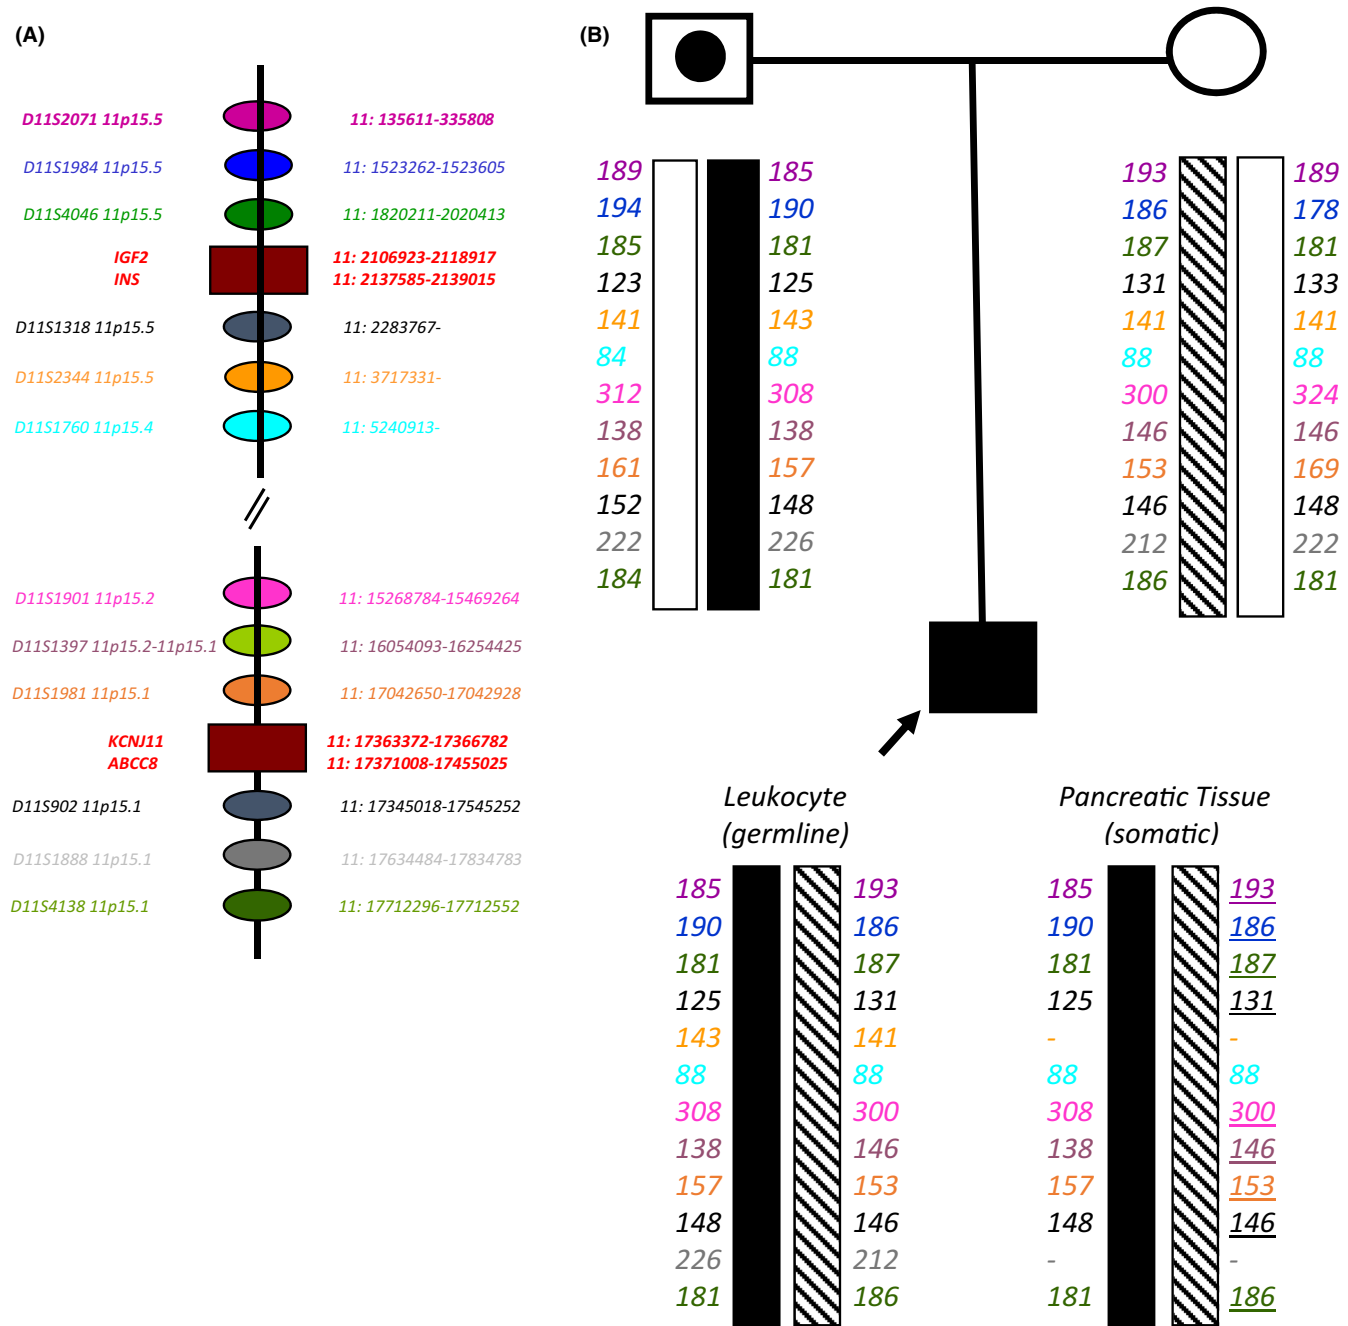 (A)
D11S2071 11p15.5 11: 135611-335808
D11S1984 11p15.5 11: 1523262-1523605
D11S4046 11p15.5 11: 1820211-2020413
IGF2 11: 2106923-2118917
INS 11: 2137585-2139015
D11S1318 11p15.5 11: 2283767-
D11S2344 11p15.5 11: 3717331-
D11S1760 11p15.4 11: 5240913-
D11S1901 11p15.2 11: 15268784-15469264
D11S1397 11p15.2-11p15.1 11: 16054093-16254425
D11S1981 11p15.1 11: 17042650-17042928
KCNJ11 11: 17363372-17366782
ABCC8 11: 17371008-17455025
D11S902 11p15.1 11: 17345018-17545252
D11S1888 11p15.1 11: 17634484-17834783
D11S4138 11p15.1 11: 17712296-17712552
(B)
189 185 193 189
194 190 186 178
185 181 187 181
123 125 131 133
141 143 141 141
84 88 88 88
312 308 300 324
138 138 146 146
161 157 153 169
152 148 146 148
222 226 212 222
184 181 186 181
Leukocyte
(germline)
Pancreatic Tissue
(somatic)
185 193 185 193
190 186 190 186
181 187 181 187
125 131 125 131
143 141 - -
88 88 88 88
308 300 308 300
138 146 138 146
157 153 157 153
148 146 148 146
226 212 - -
181 186 181 186